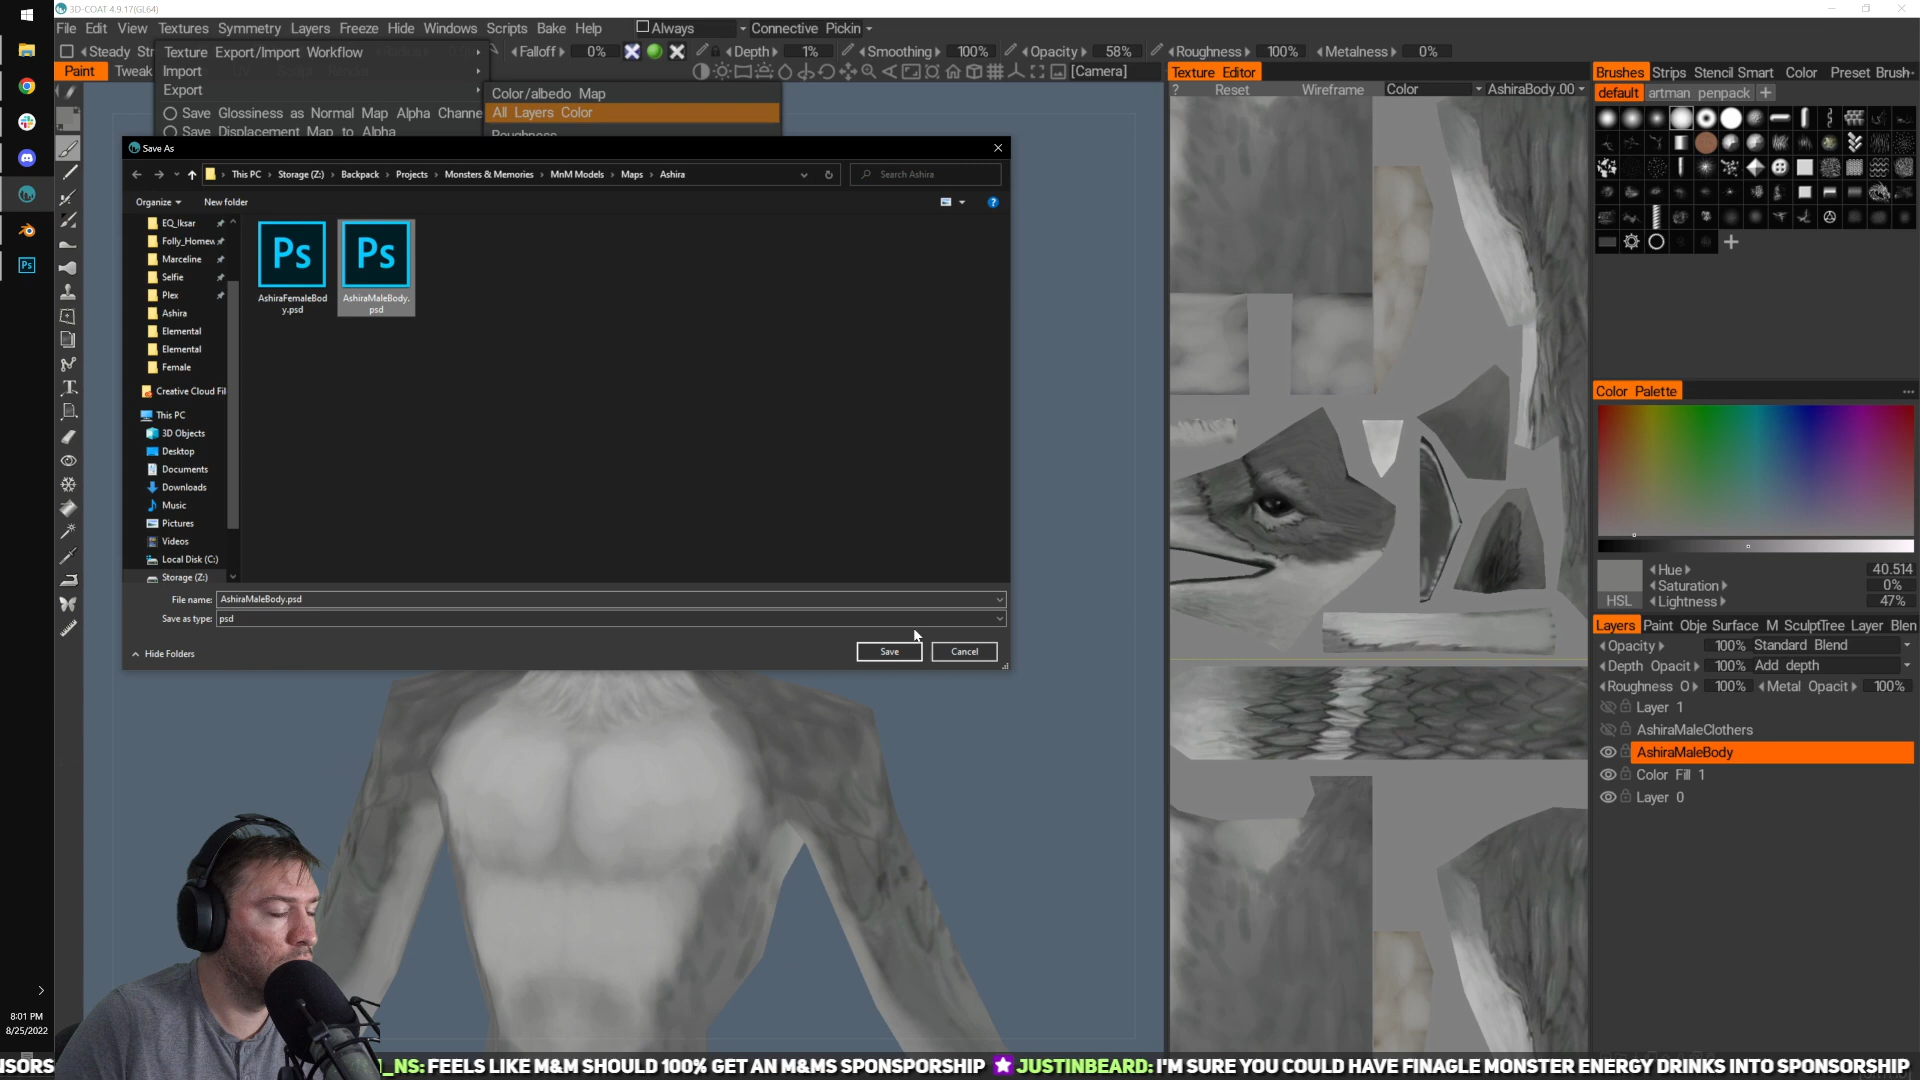 3D-COAT 4.9.17(GL64)
File Edit View Textures Symmetry Layers Freeze Hide Windows Scripts Bake Help Always Connective Pickin
Steady Str Falloff 0% Depth 1% Smoothing 100% Opacity 58% Roughness 100% Metalness 0%
Texture Export/Import Workflow
Import
Export
Save Glossiness as Normal Map Alpha Channe
Save Displacement Map to Alpha
Color/albedo Map
All Layers Color
Roughness
Paint Tweak
[Camera]
Save As
This PC Storage (Z:) Backpack Projects Monsters & Memories MnM Models Maps Ashira
Search Ashira
Organize New folder
EQ_Iksar
Folly_Homew
Marceline
Selfie
Plex
Ashira
Elemental
Elemental
Female
Creative Cloud Fil
This PC
3D Objects
Desktop
Documents
Downloads
Music
Pictures
Videos
Local Disk (C:)
Storage (Z:)
Ps
AshiraFemaleBod
y.psd
Ps
AshiraMaleBody.
psd
File name: AshiraMaleBody.psd
Save as type: psd
Hide Folders
Save Cancel
Texture Editor
? Reset Wireframe Color AshiraBody.00
Brushes Strips Stencil Smart Color Preset Brush
default artman penpack +
Color Palette
Hue 40.514
Saturation 0%
HSL Lightness 47%
Layers Paint Obje Surface M SculptTree Layer Blen
Opacity 100% Standard Blend
Depth Opacit 100% Add depth
Roughness O 100% Metal Opacit 100%
Layer 1
AshiraMaleClothers
AshiraMaleBody
Color Fill 1
Layer 0
Ps
8:01 PM
8/25/2022
NSORS
_NS: FEELS LIKE M&M SHOULD 100% GET AN M&MS SPONSPORSHIP JUSTINBEARD: I'M SURE YOU COULD HAVE FINAGLE MONSTER ENERGY DRINKS INTO SPONSORSHIP